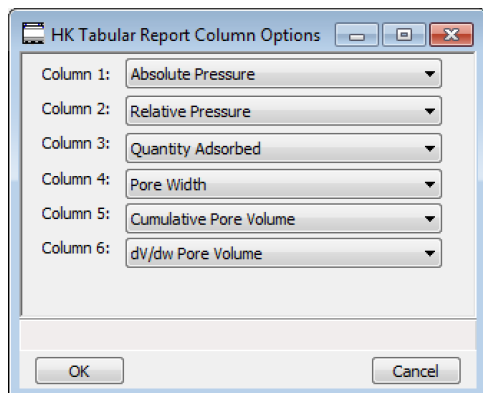 HK Tabular Report Column Options
Column 1: Absolute Pressure
Column 2: Relative Pressure
Column 3: Quantity Adsorbed
Column 4: Pore Width
Column 5: Cumulative Pore Volume
Column 6: dV/dw Pore Volume
OK Cancel